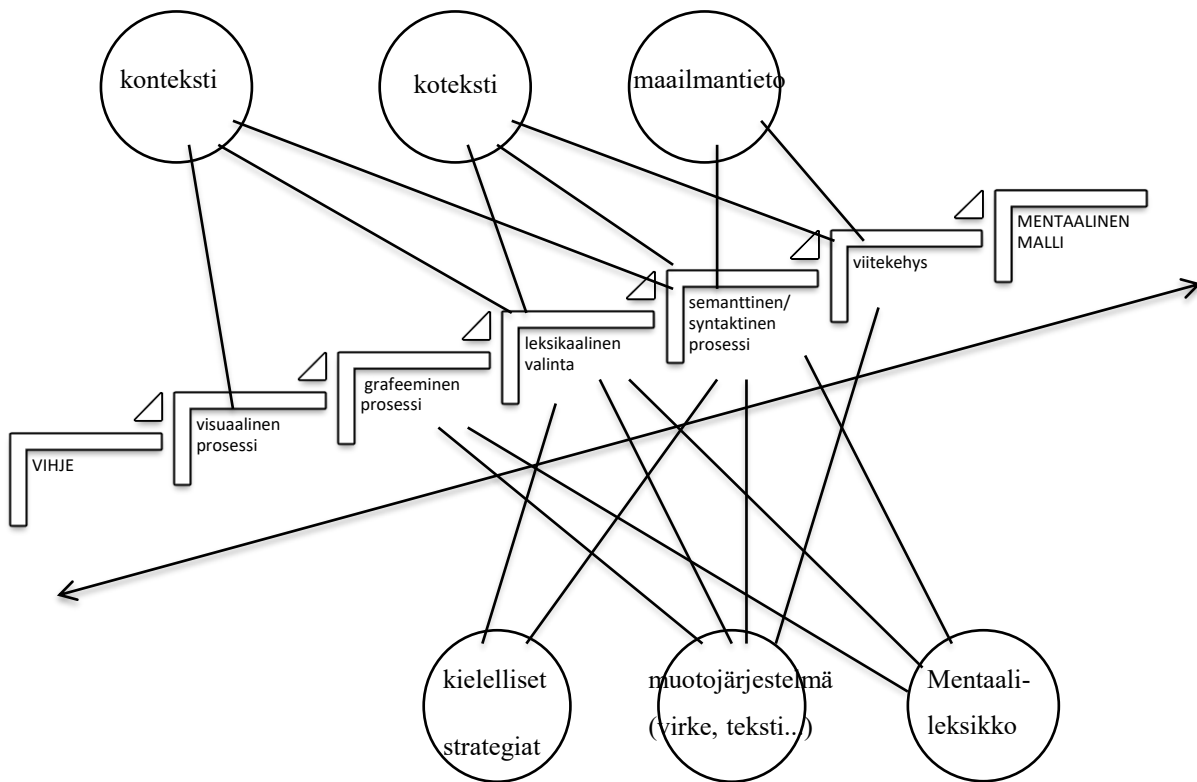 konteksti
koteksti
maailmantieto
MENTAALINEN
MALLI
viitekehys
semanttinen/
syntaktinen
prosessi
leksikaalinen
valinta
grafeeminen
prosessi
visuaalinen
prosessi
VIHJE
kielelliset
strategiat
muotojärjestelmä
(virke, teksti...)
Mentaali-
leksikko